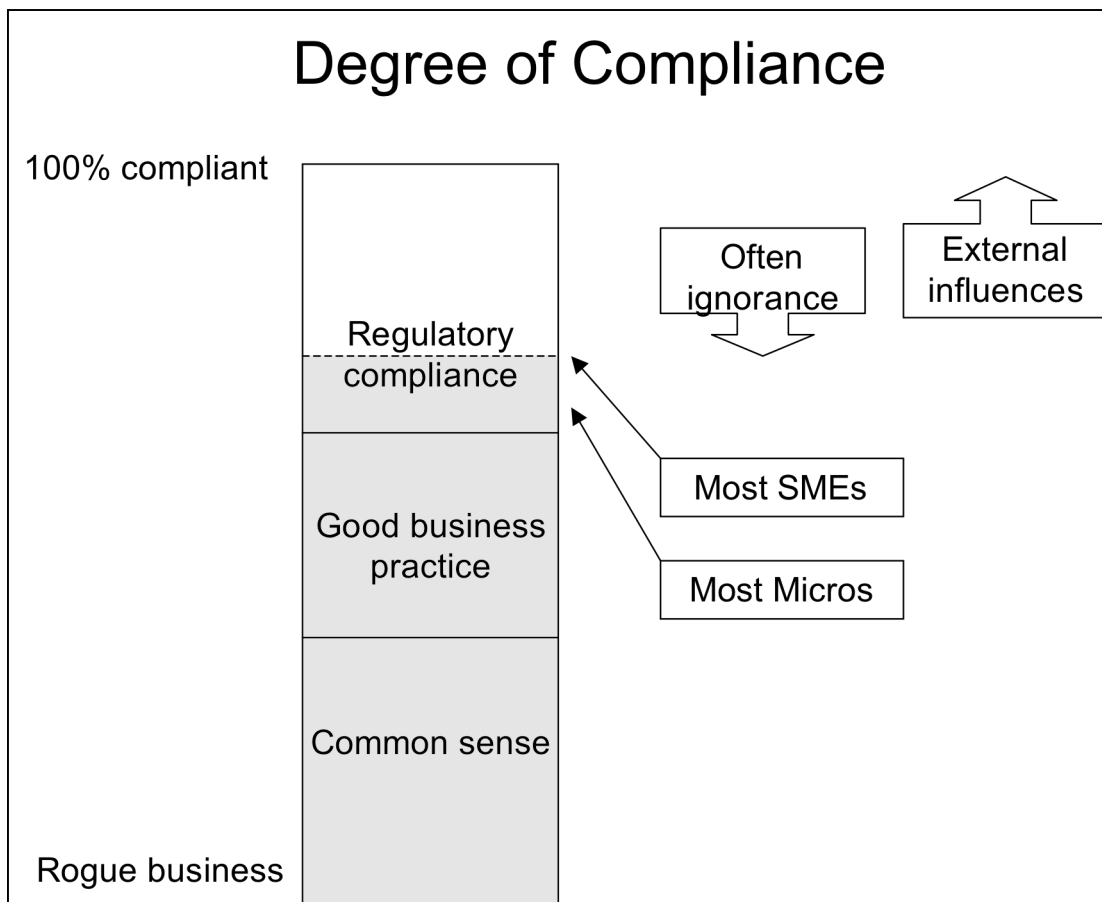 Degree of Compliance
100% compliant
Often
ignorance
External
influences
Regulatory
compliance
Most SMEs
Good business
practice
Most Micros
Common sense
Rogue business